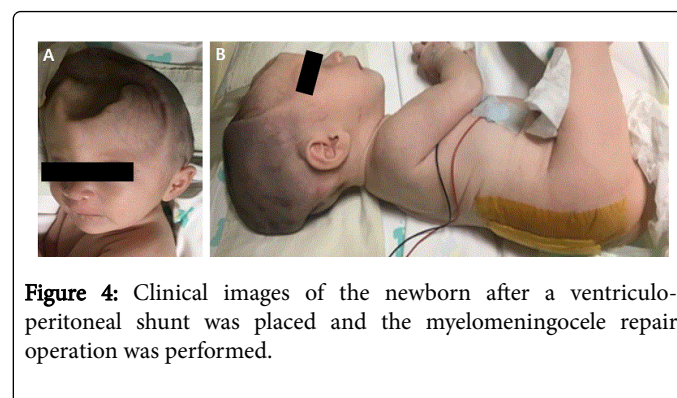 A
B
Figure 4: Clinical images of the newborn after a ventriculo-
peritoneal shunt was placed and the myelomeningocele repair
operation was performed.